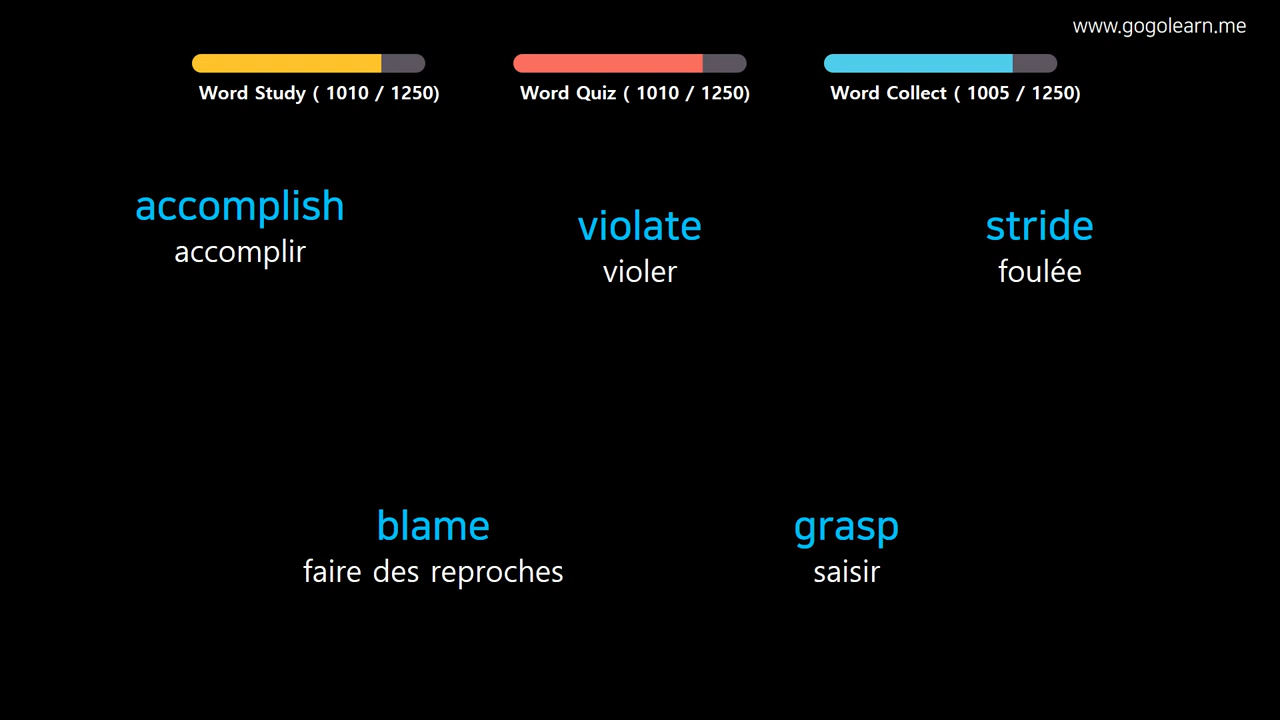 www.gogolearn.me
Word Study ( 1010 / 1250)
Word Quiz ( 1010 / 1250)
Word Collect ( 1005 / 1250)
accomplish
accomplir
violate
violer
stride
foulée
blame
faire des reproches
grasp
saisir